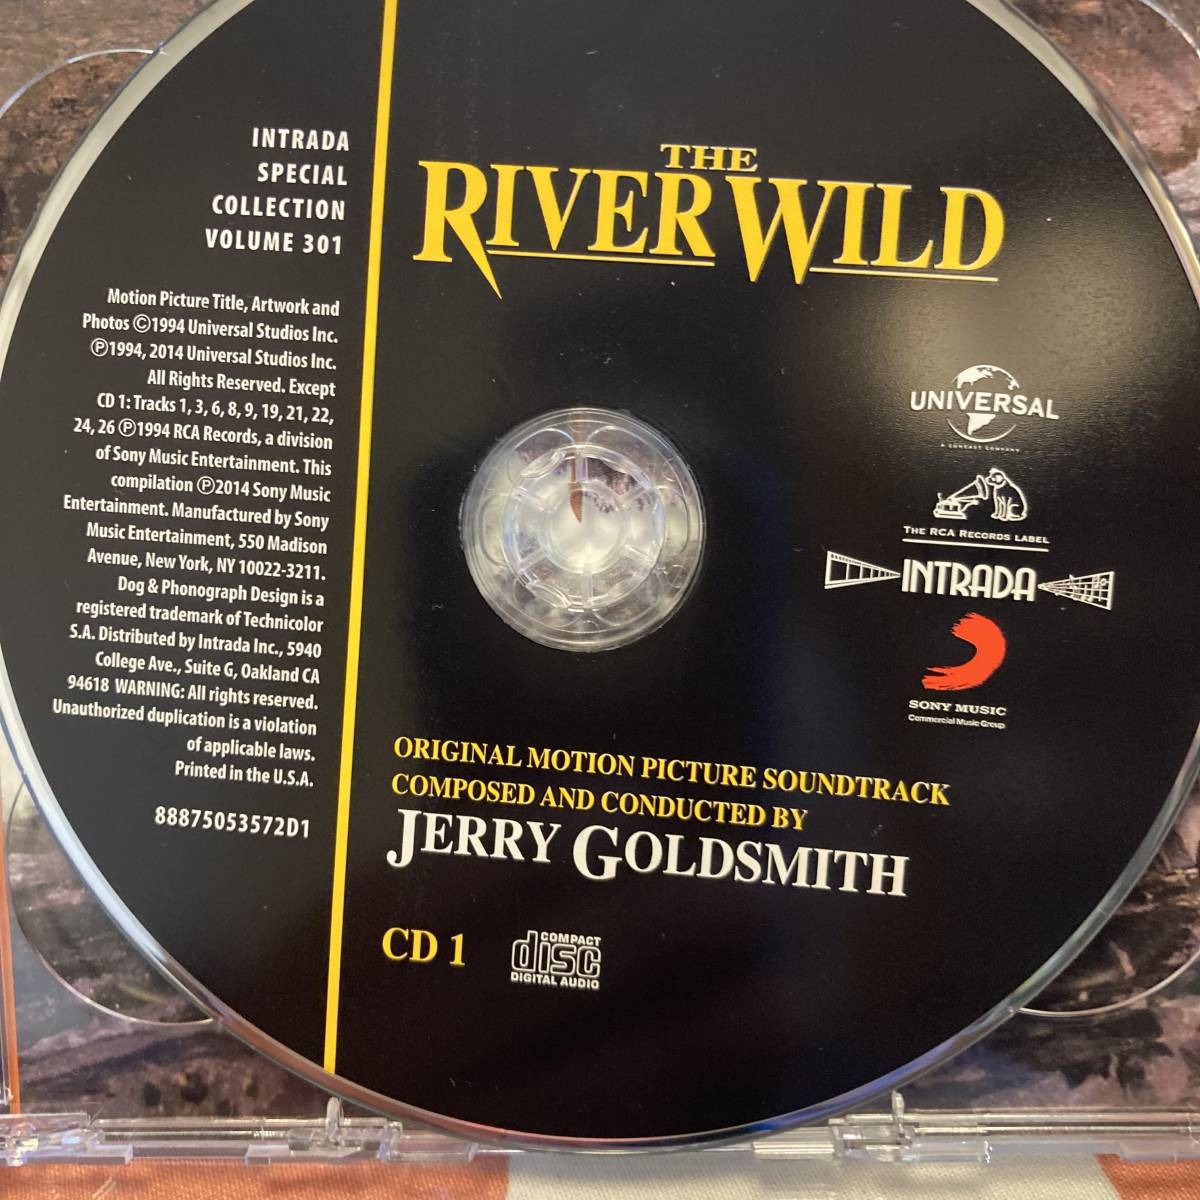 INTRADA
SPECIAL
COLLECTION
VOLUME 301
Motion Picture Title, Artwork and
Photos ©1994 Universal Studios Inc.
℗1994, 2014 Universal Studios Inc.
All Rights Reserved. Except
CD 1: Tracks 1, 3, 6, 8, 9, 19, 21, 22,
24, 26 ℗1994 RCA Records, a division
of Sony Music Entertainment. This
compilation ℗2014 Sony Music
Entertainment. Manufactured by Sony
Music Entertainment, 550 Madison
Avenue, New York, NY 10022-3211.
Dog & Phonograph Design is a
registered trademark of Technicolor
S.A. Distributed by Intrada Inc., 5940
College Ave., Suite G, Oakland CA
94618 WARNING: All rights reserved.
Unauthorized duplication is a violation
of applicable laws.
Printed in the U.S.A.
88875053572D1
THE
RIVER WILD
UNIVERSAL
A COMCAST COMPANY
THE RCA RECORDS LABEL
INTRADA
SONY MUSIC
Commercial Music Group
ORIGINAL MOTION PICTURE SOUNDTRACK
COMPOSED AND CONDUCTED BY
JERRY GOLDSMITH
CD 1
COMPACT
disc
DIGITAL AUDIO